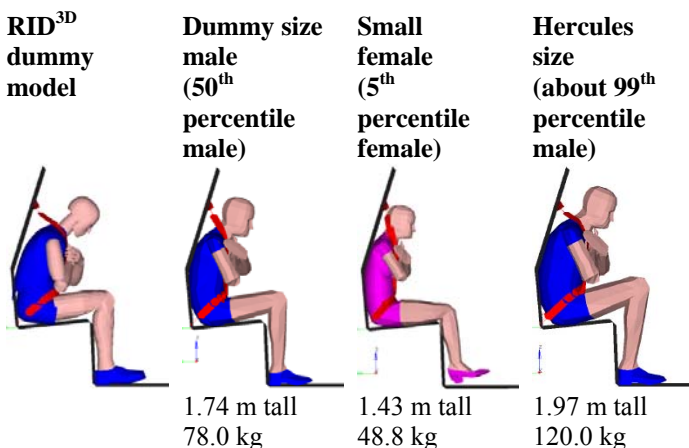 RID3D
dummy
model
Dummy size
male
(50th
percentile
male)
Small
female
(5th
percentile
female)
Hercules
size
(about 99th
percentile
male)
1.74 m tall
78.0 kg
1.43 m tall
48.8 kg
1.97 m tall
120.0 kg